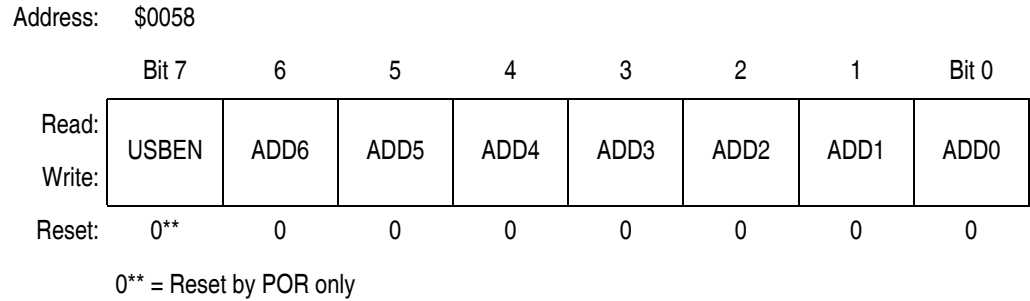 Address: $0058
Bit 7 6 5 4 3 2 1 Bit 0
Read:
USBEN ADD6 ADD5 ADD4 ADD3 ADD2 ADD1 ADD0
Write:
Reset: 0** 0 0 0 0 0 0 0
0** = Reset by POR only